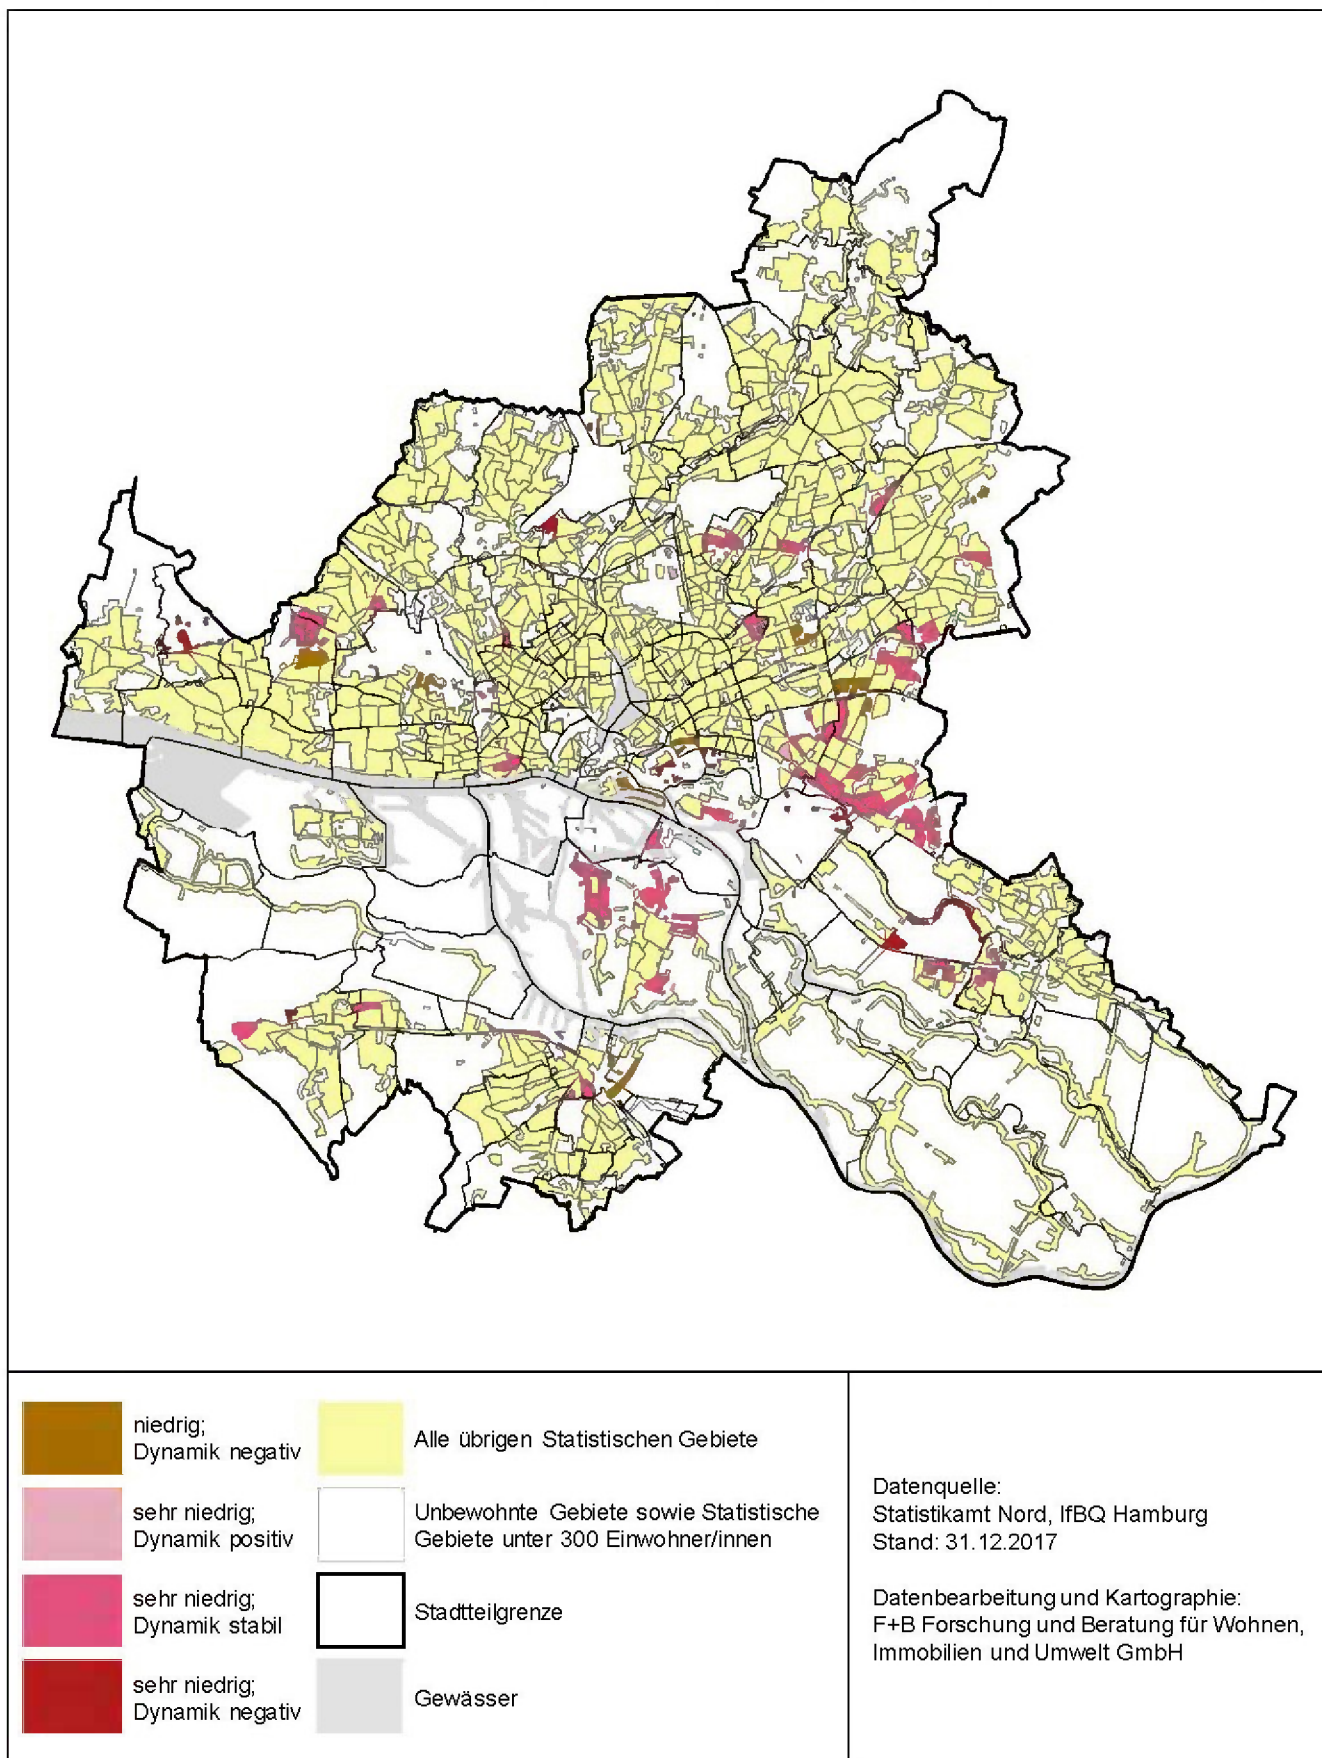 niedrig;
Dynamik negativ
sehr niedrig;
Dynamik positiv
sehr niedrig;
Dynamik stabil
sehr niedrig;
Dynamik negativ
Alle übrigen Statistischen Gebiete
Unbewohnte Gebiete sowie Statistische
Gebiete unter 300 Einwohner/innen
Stadtteilgrenze
Gewässer
Datenquelle:
Statistikamt Nord, IfBQ Hamburg
Stand: 31.12.2017
Datenbearbeitung und Kartographie:
F+B Forschung und Beratung für Wohnen,
Immobilien und Umwelt GmbH